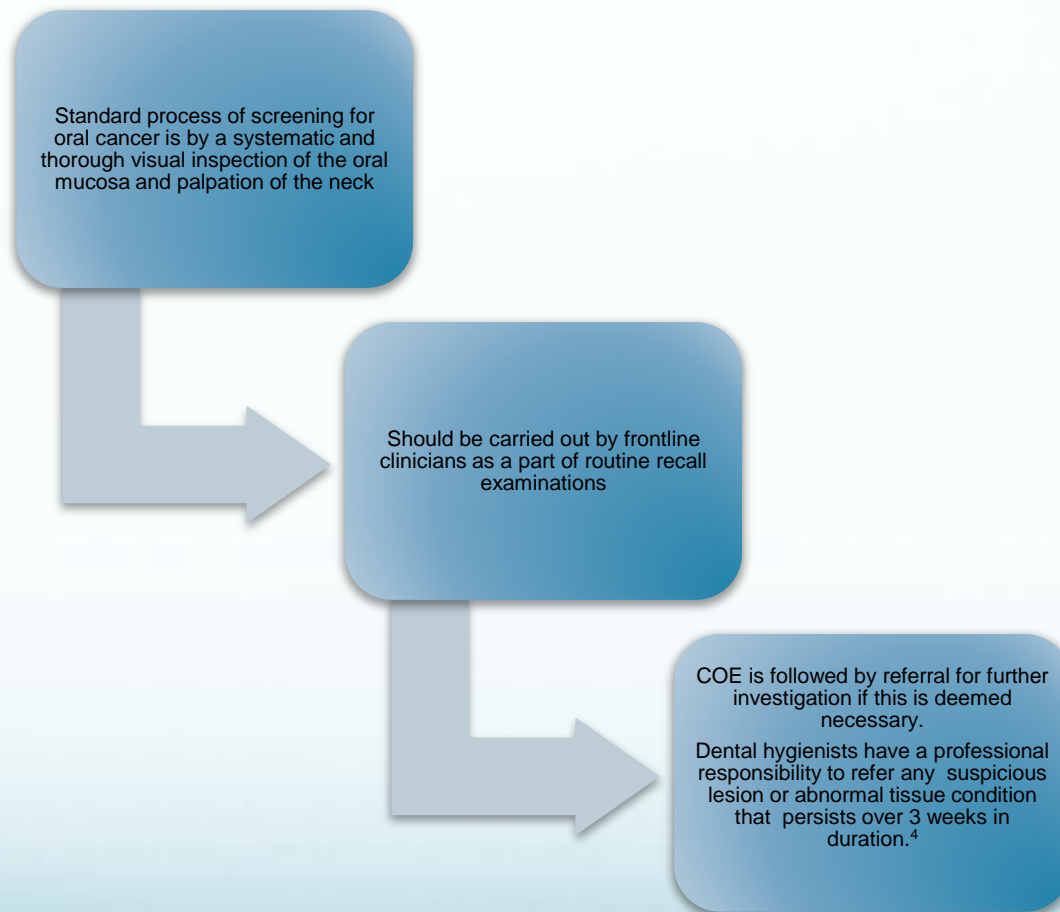 Standard process of screening for
oral cancer is by a systematic and
thorough visual inspection of the oral
mucosa and palpation of the neck
Should be carried out by frontline
clinicians as a part of routine recall
examinations
COE is followed by referral for further
investigation if this is deemed
necessary.
Dental hygienists have a professional
responsibility to refer any suspicious
lesion or abnormal tissue condition
that persists over 3 weeks in
duration.⁴